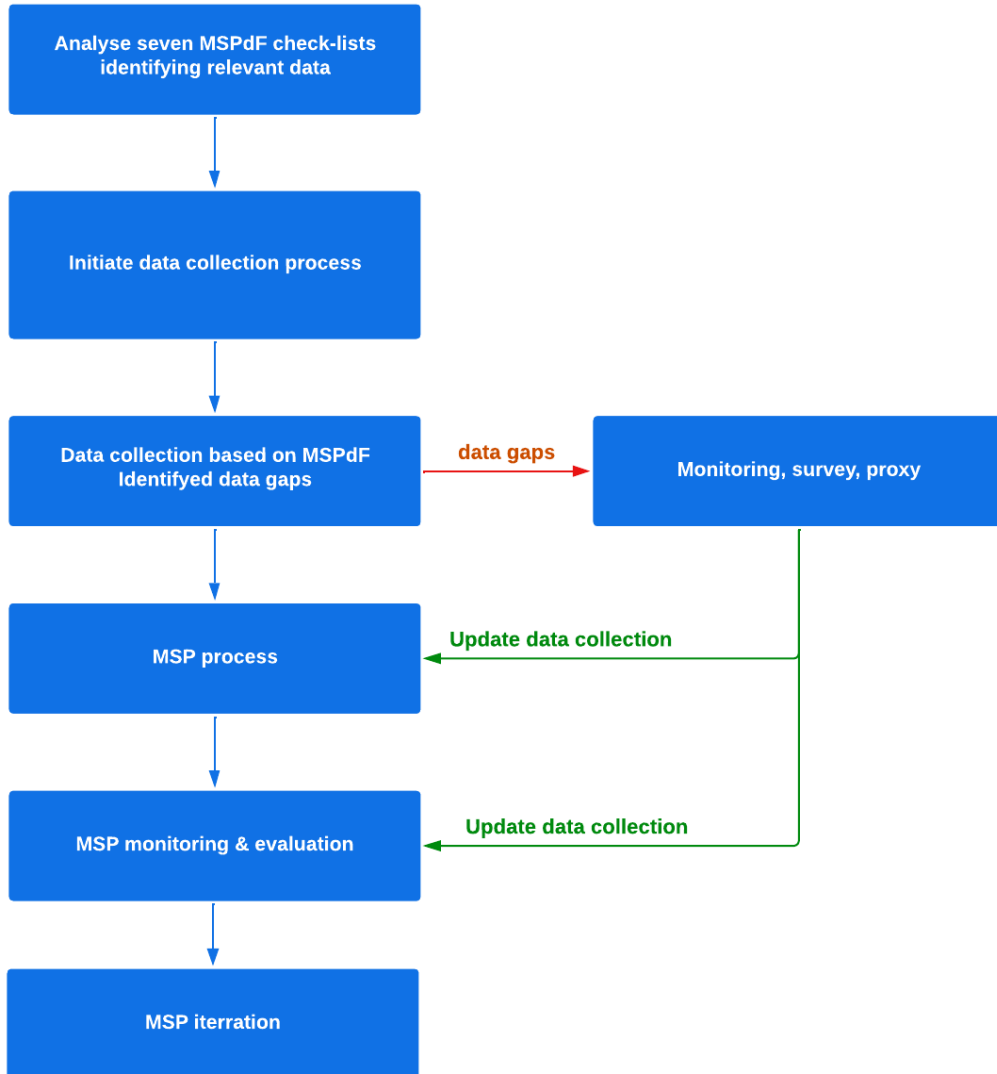 Analyse seven MSPdF check-lists
identifying relevant data
Initiate data collection process
Data collection based on MSPdF
Identifyed data gaps
data gaps
Monitoring, survey, proxy
Update data collection
MSP process
Update data collection
MSP monitoring & evaluation
MSP iterration